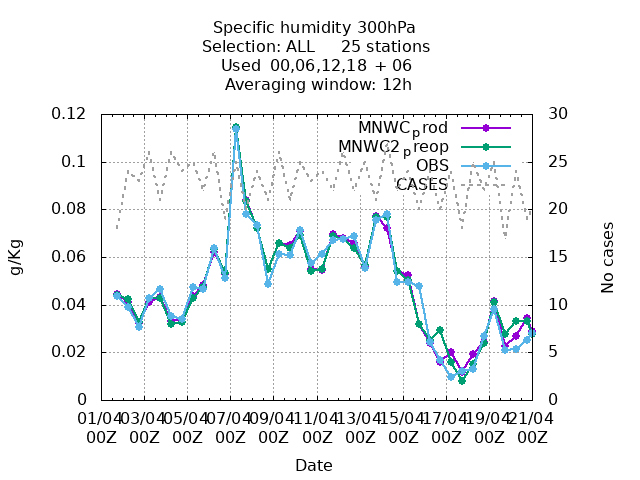 Specific humidity 300hPa
Selection: ALL 25 stations
Used 00,06,12,18 + 06
Averaging window: 12h
MNWC_prod
MNWC2_preop
OBS
CASES
0.12
0.1
0.08
0.06
0.04
0.02
0
g/Kg
30
25
20
15
10
5
0
No cases
01/04 03/04 05/04 07/04 09/04 11/04 13/04 15/04 17/04 19/04 21/04
00Z 00Z 00Z 00Z 00Z 00Z 00Z 00Z 00Z 00Z 00Z
Date